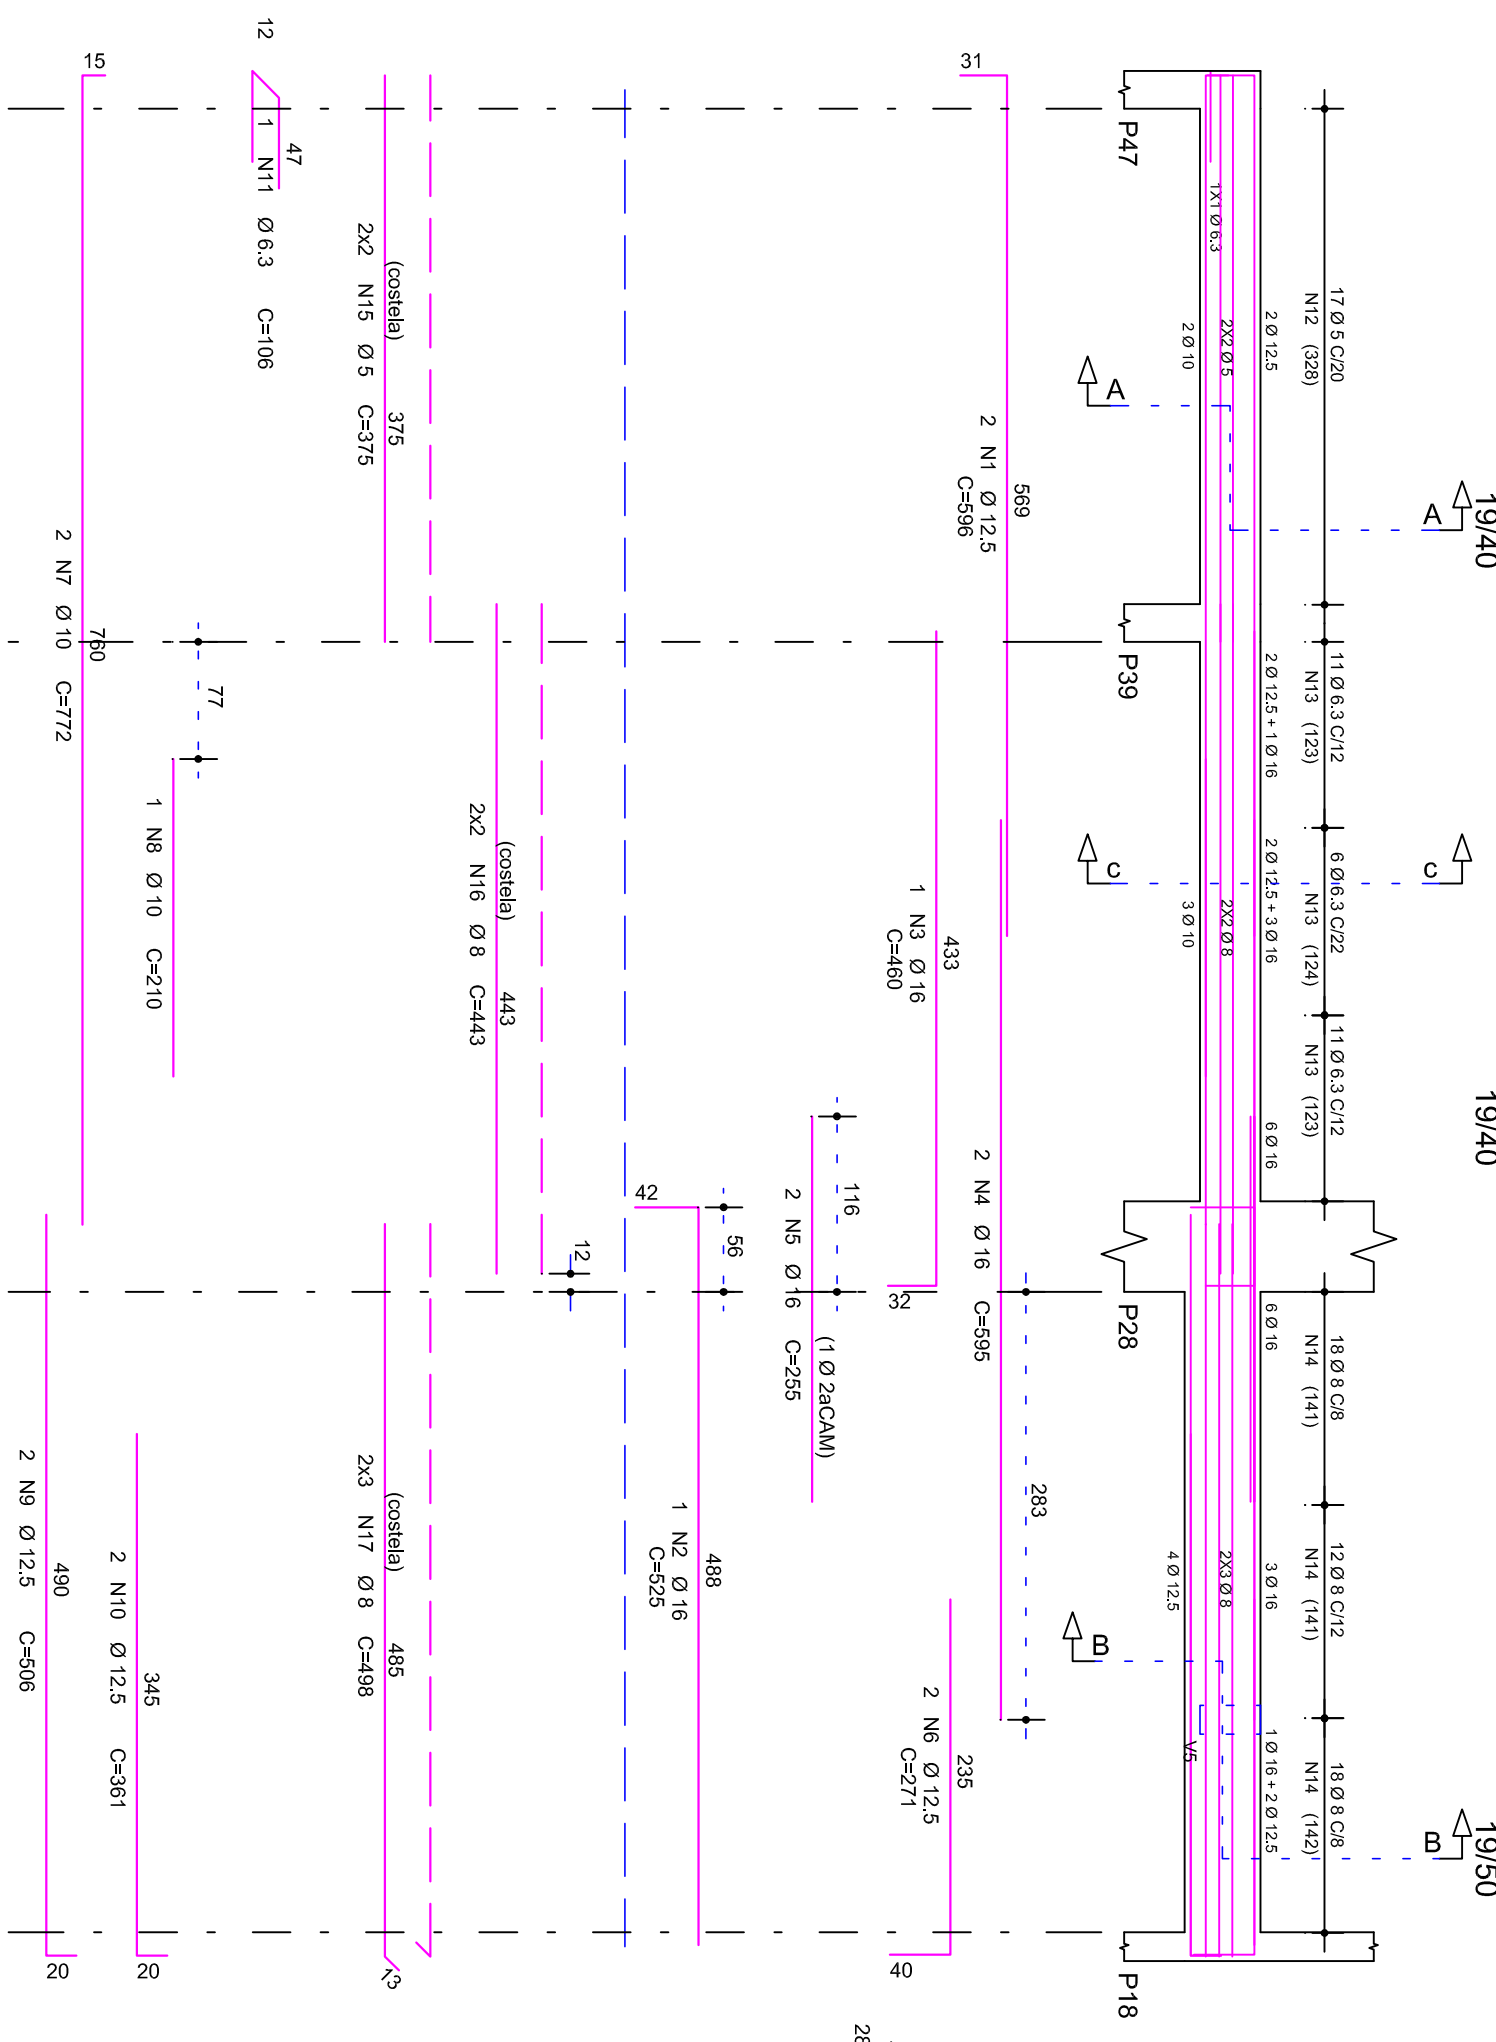 19/40
19/40
19/50
A
c
B
17 Ø 5 C/20
N12 (328)
11 Ø 6.3 C/12
N13 (123)
6 Ø 6.3 C/22
N13 (124)
11 Ø 6.3 C/12
N13 (123)
18 Ø 8 C/8
N14 (141)
12 Ø 8 C/12
N14 (141)
18 Ø 8 C/8
N14 (142)
2 Ø 12.5
2 Ø 12.5 + 1 Ø 16
2 Ø 12.5 + 3 Ø 16
6 Ø 16
6 Ø 16
3 Ø 16
1 Ø 16 + 2 Ø 12.5
1X1 Ø 6.3
2X2 Ø 5
2X2 Ø 8
2X3 Ø 8
2 Ø 10
3 Ø 10
4 Ø 12.5
V5
A
c
B
P47
P39
P28
P18
31
569
2 N1 Ø 12.5
C=596
283
2 N4 Ø 16 C=595
433
1 N3 Ø 16
C=460
32
235
2 N6 Ø 12.5
C=271
40
116
(1 Ø 2aCAM)
2 N5 Ø 16 C=255
56
42
488
1 N2 Ø 16
C=525
12
(costela) 443
2x2 N16 Ø 8 C=443
(costela) 375
2x2 N15 Ø 5 C=375
(costela) 485
2x3 N17 Ø 8 C=498
13
47
12
1 N11 Ø 6.3 C=106
77
1 N8 Ø 10 C=210
345
2 N10 Ø 12.5 C=361
20
15
760
2 N7 Ø 10 C=772
490
2 N9 Ø 12.5 C=506
20
28